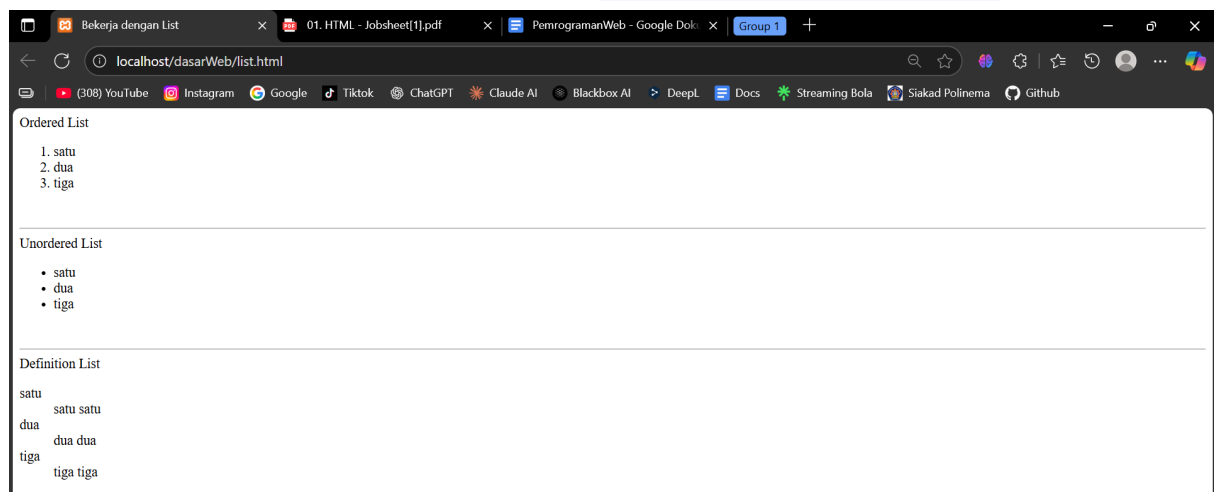 Bekerja dengan List
01. HTML - Jobsheet[1].pdf
PemrogramanWeb - Google Dok
Group 1
localhost/dasarWeb/list.html
(308) YouTube
Instagram
Google
Tiktok
ChatGPT
Claude AI
Blackbox AI
DeepL
Docs
Streaming Bola
Siakad Polinema
Github
Ordered List
1. satu
2. dua
3. tiga
Unordered List
• satu
• dua
• tiga
Definition List
satu
satu satu
dua
dua dua
tiga
tiga tiga